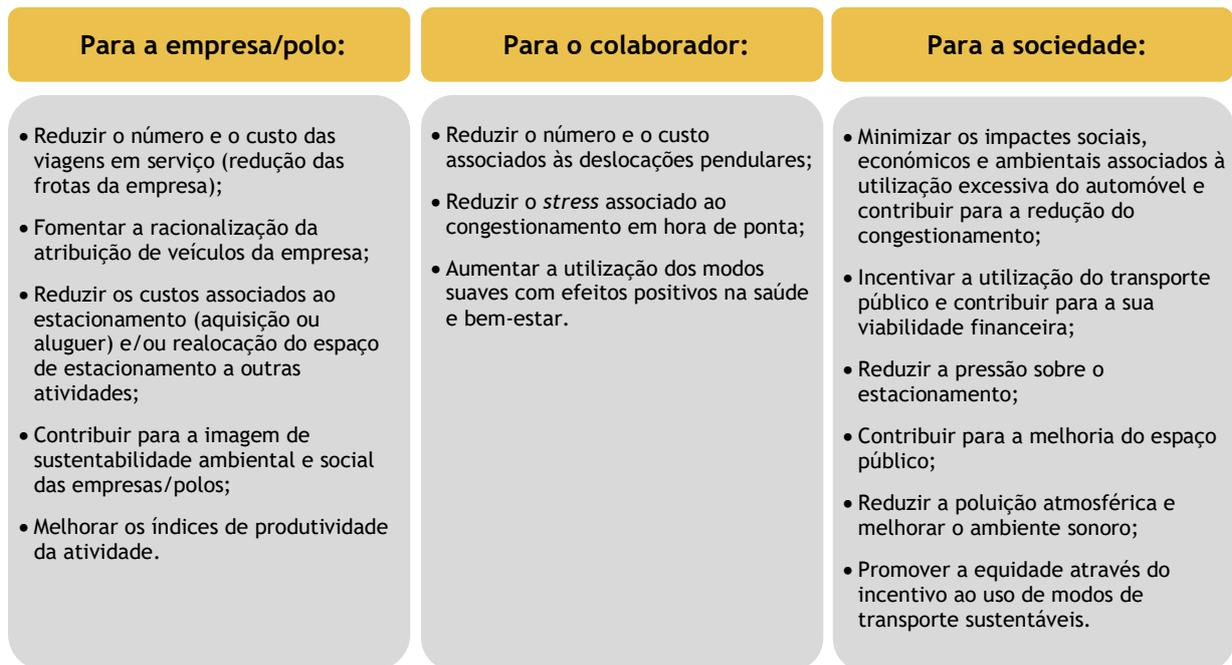 Para a empresa/polo:
• Reduzir o número e o custo das
viagens em serviço (redução das
frotas da empresa);
• Fomentar a racionalização da
atribuição de veículos da empresa;
• Reduzir os custos associados ao
estacionamento (aquisição ou
aluguer) e/ou realocação do espaço
de estacionamento a outras
atividades;
• Contribuir para a imagem de
sustentabilidade ambiental e social
das empresas/polos;
• Melhorar os índices de produtividade
da atividade.
Para o colaborador:
• Reduzir o número e o custo
associados às deslocações pendulares;
• Reduzir o stress associado ao
congestionamento em hora de ponta;
• Aumentar a utilização dos modos
suaves com efeitos positivos na saúde
e bem-estar.
Para a sociedade:
• Minimizar os impactes sociais,
económicos e ambientais associados à
utilização excessiva do automóvel e
contribuir para a redução do
congestionamento;
• Incentivar a utilização do transporte
público e contribuir para a sua
viabilidade financeira;
• Reduzir a pressão sobre o
estacionamento;
• Contribuir para a melhoria do espaço
público;
• Reduzir a poluição atmosférica e
melhorar o ambiente sonoro;
• Promover a equidade através do
incentivo ao uso de modos de
transporte sustentáveis.